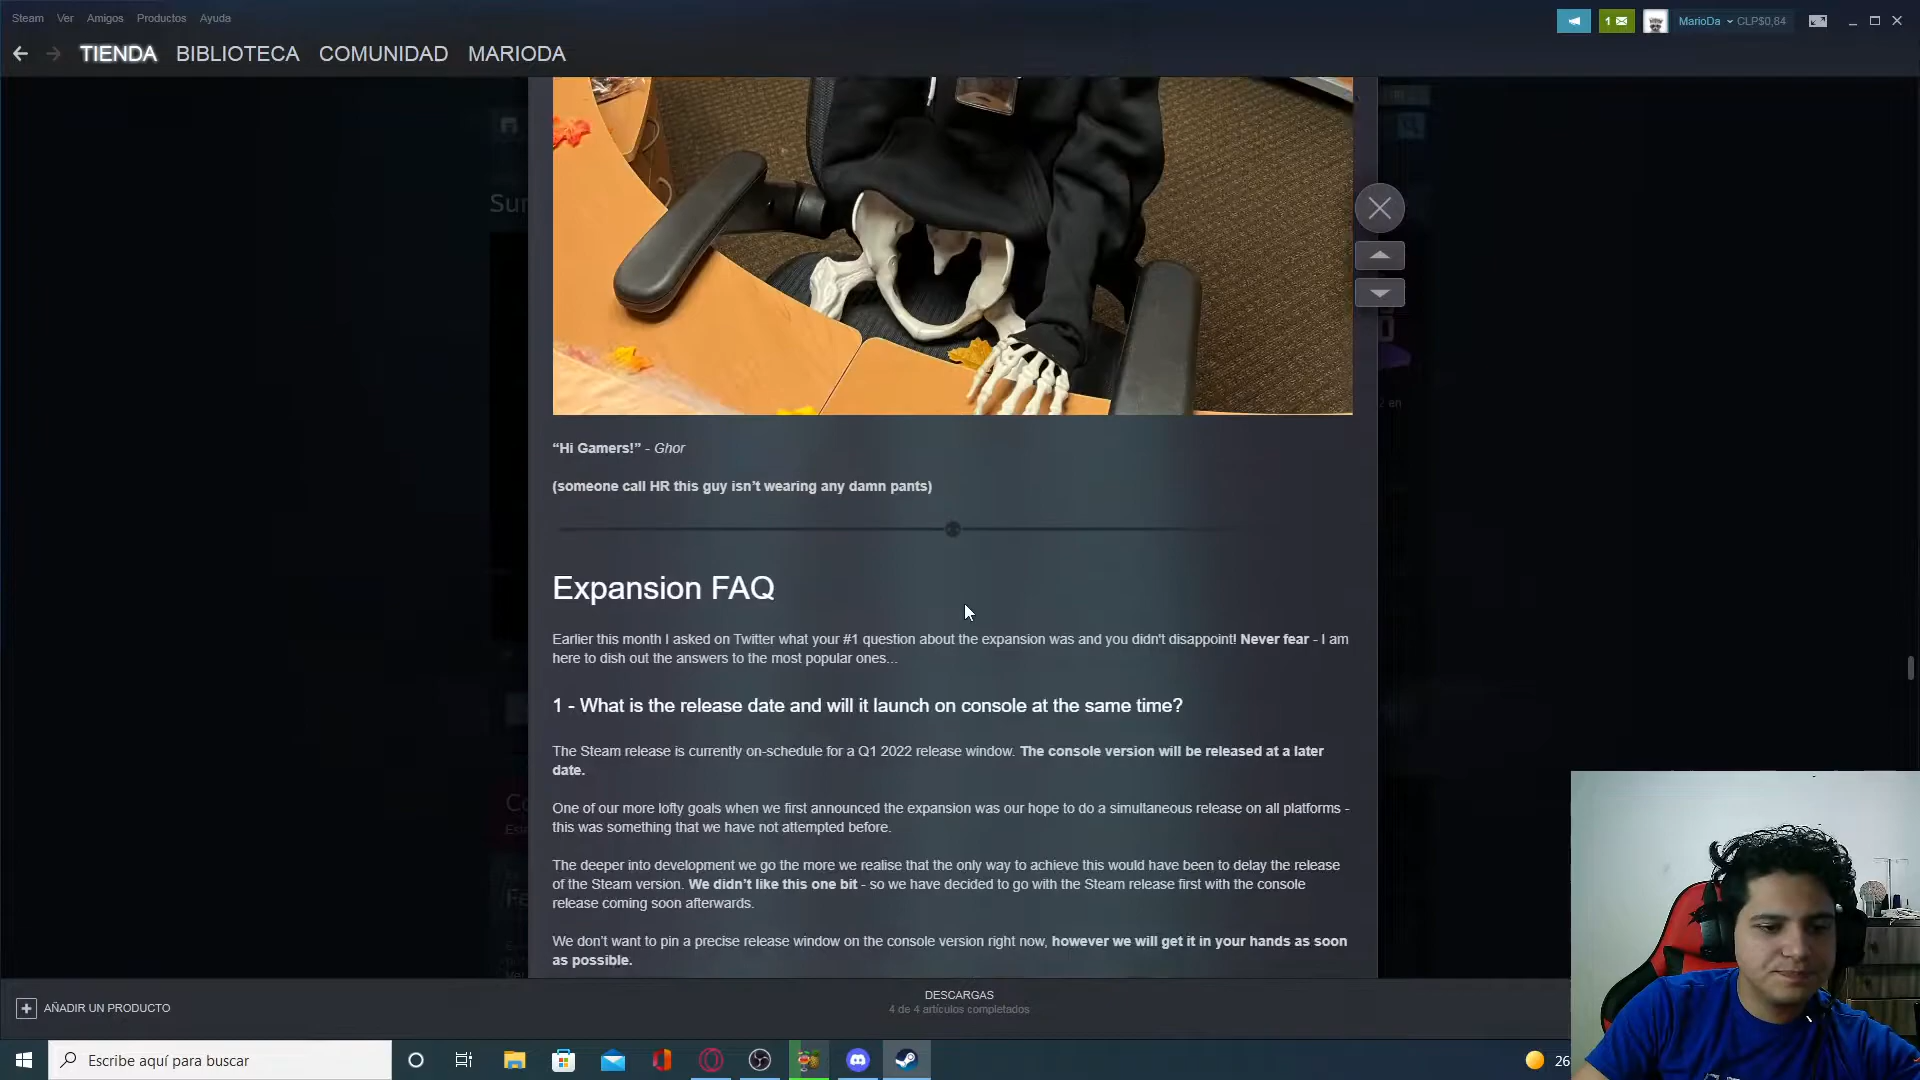 Steam Ver Amigos Productos Ayuda
1
MarioDa CLP$0,64
TIENDA BIBLIOTECA COMUNIDAD MARIODA
Sur
2 en
“Hi Gamers!” - Ghor
(someone call HR this guy isn’t wearing any damn pants)
Expansion FAQ
Earlier this month I asked on Twitter what your #1 question about the expansion was and you didn't disappoint! Never fear - I am
here to dish out the answers to the most popular ones...
1 - What is the release date and will it launch on console at the same time?
The Steam release is currently on-schedule for a Q1 2022 release window. The console version will be released at a later
date.
One of our more lofty goals when we first announced the expansion was our hope to do a simultaneous release on all platforms -
this was something that we have not attempted before.
The deeper into development we go the more we realise that the only way to achieve this would have been to delay the release
of the Steam version. We didn’t like this one bit - so we have decided to go with the Steam release first with the console
release coming soon afterwards.
We don’t want to pin a precise release window on the console version right now, however we will get it in your hands as soon
as possible.
AÑADIR UN PRODUCTO
DESCARGAS
4 de 4 artículos completados
Escribe aquí para buscar
26